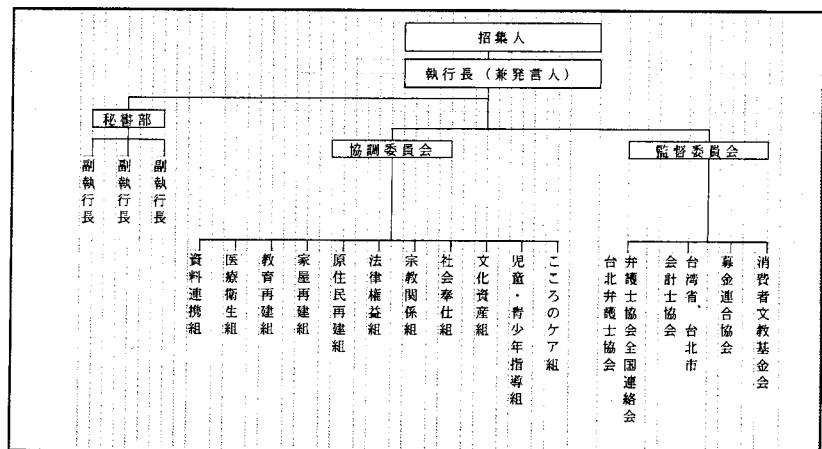 招集人
執行長（兼発言人）
秘書部
協調委員会
監督委員会
副執行長
副執行長
副執行長
資料連携組
医療衛生組
教育再建組
家屋再建組
原住民再建組
法律権益組
宗教関係組
社会奉仕組
文化資産組
児童・青少年指導組
こころのケア組
台北弁護士協会
弁護士協会全国連絡会
会計士協会
台湾省、台北市
募金連合協会
消費者文教基金会